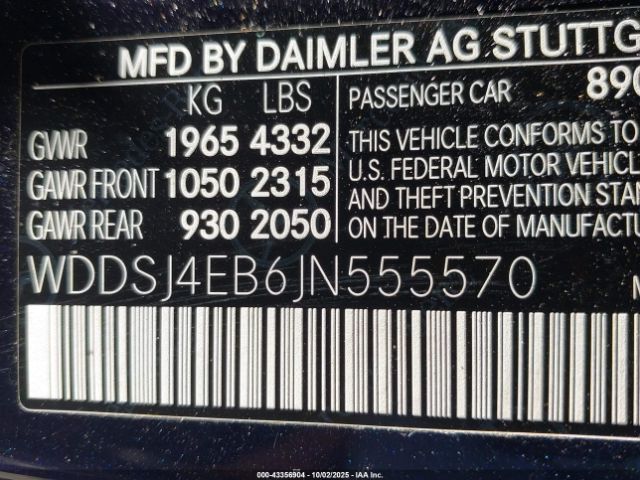 MFD BY DAIMLER AG STUTTG
KG LBS
GVWR 1965 4332
GAWR FRONT 1050 2315
GAWR REAR 930 2050
PASSENGER CAR 890
THIS VEHICLE CONFORMS TO
U.S. FEDERAL MOTOR VEHICLE
AND THEFT PREVENTION STAN
ON THE DATE OF MANUFACTU
WDDSJ4EB6JN555570
000-43356904 - 10/02/2025 - IAA Inc.